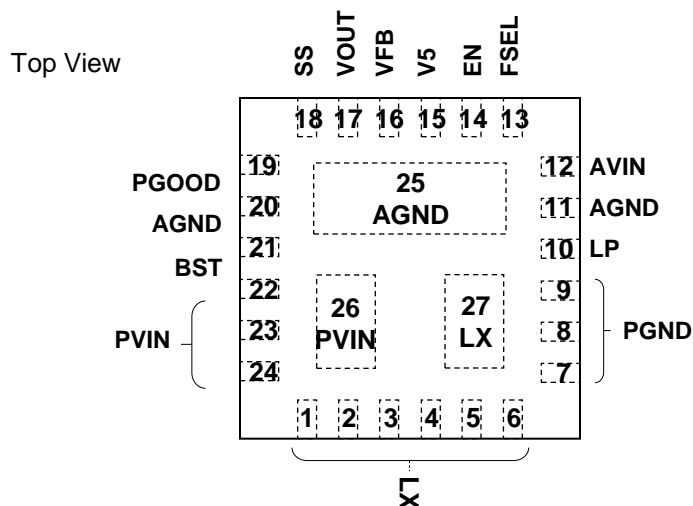 Top View
SS
VOUT
VFB
V5
EN
FSEL
18
17
16
15
14
13
19
PGOOD
20
AGND
21
BST
22
23
24
PVIN
25
AGND
26
PVIN
27
LX
12 AVIN
11 AGND
10 LP
9
8
7
PGND
1
2
3
4
5
6
LX